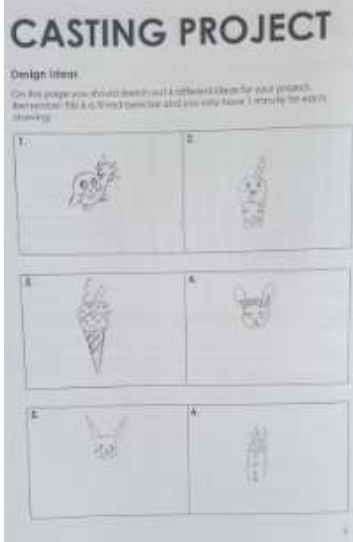 CASTING PROJECT
Design Ideas
On this page you should sketch out 6 different ideas for your project.
Remember this is a timed exercise and you only have 1 minute for each
drawing.
1.
2.
3.
4.
5.
6.